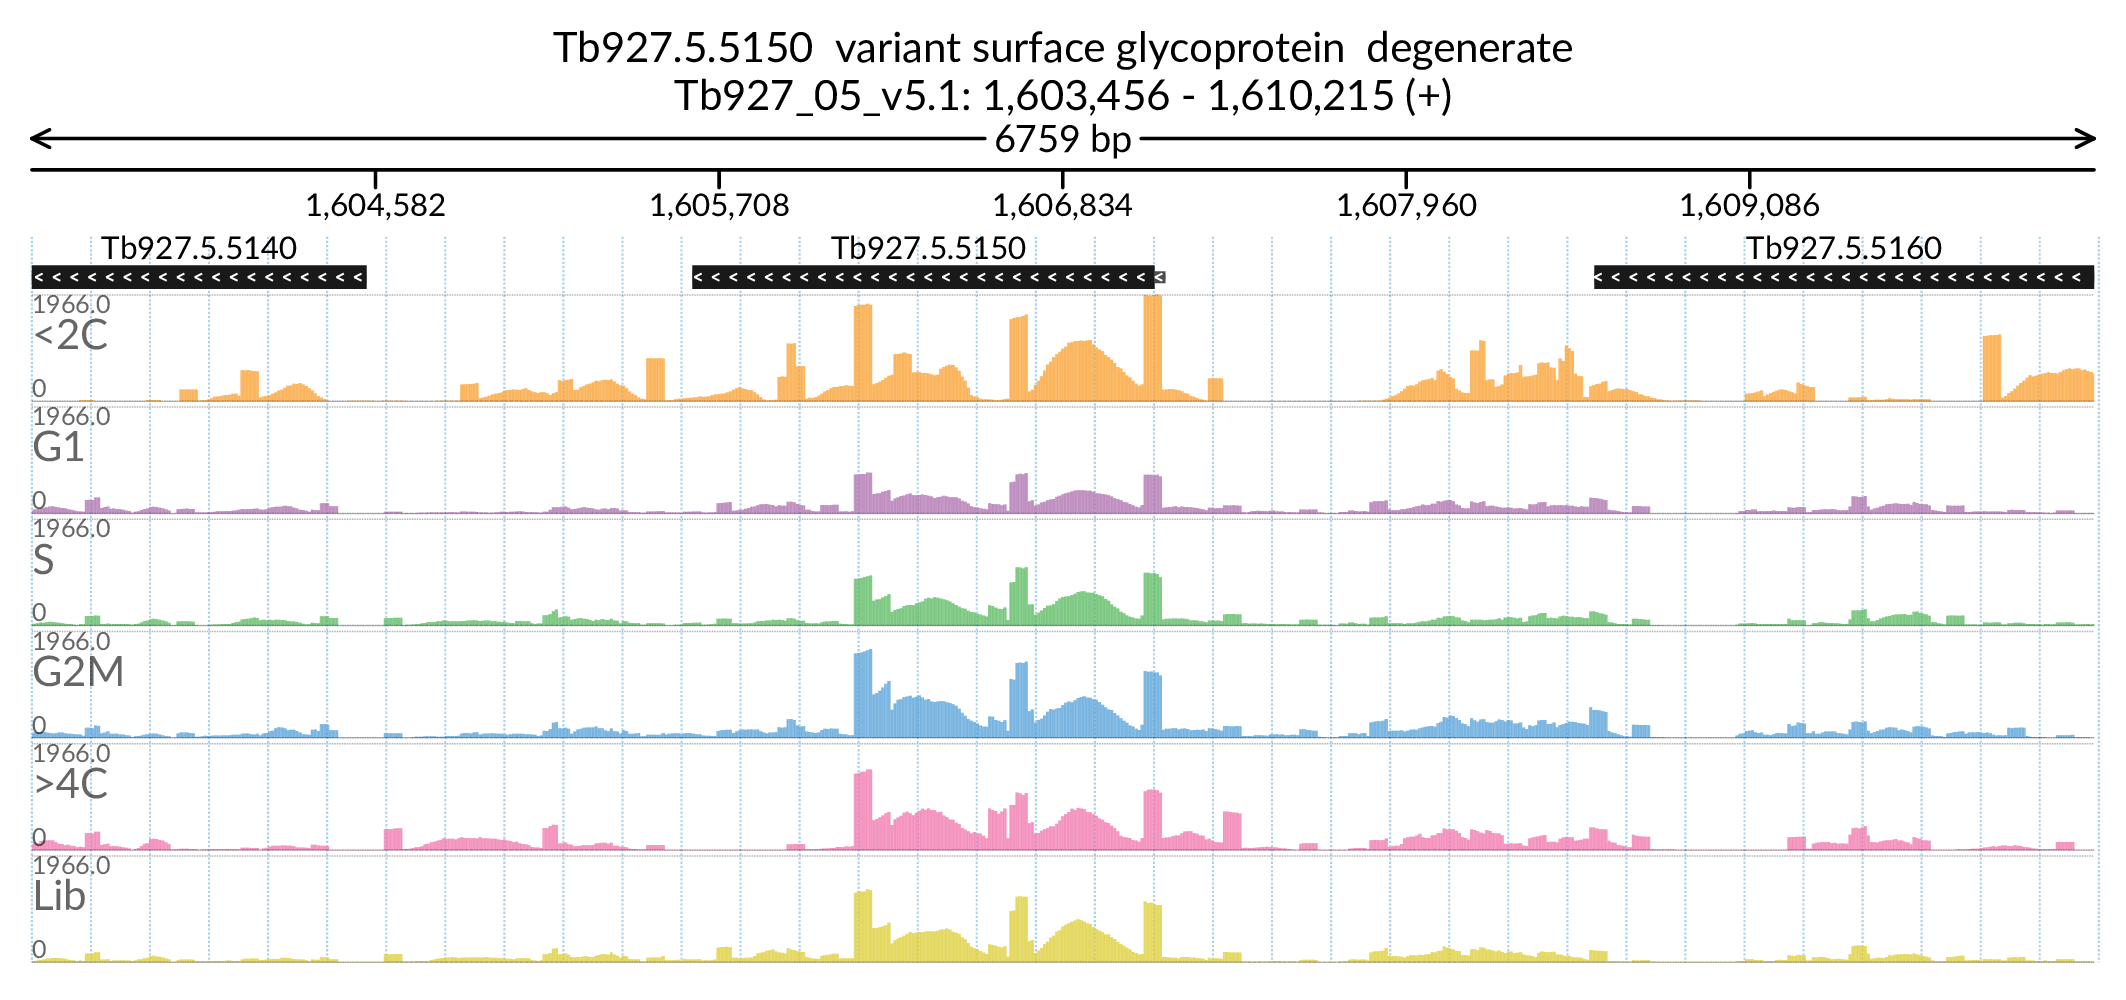 Tb927.5.5150  variant surface glycoprotein  degenerate
Tb927_05_v5.1: 1,603,456 - 1,610,215 (+)
6759 bp
1,604,582 1,605,708 1,606,834 1,607,960 1,609,086
Tb927.5.5140 Tb927.5.5150 Tb927.5.5160
1966.0
<2C
0
1966.0
G1
0
1966.0
S
0
1966.0
G2M
0
1966.0
>4C
0
1966.0
Lib
0